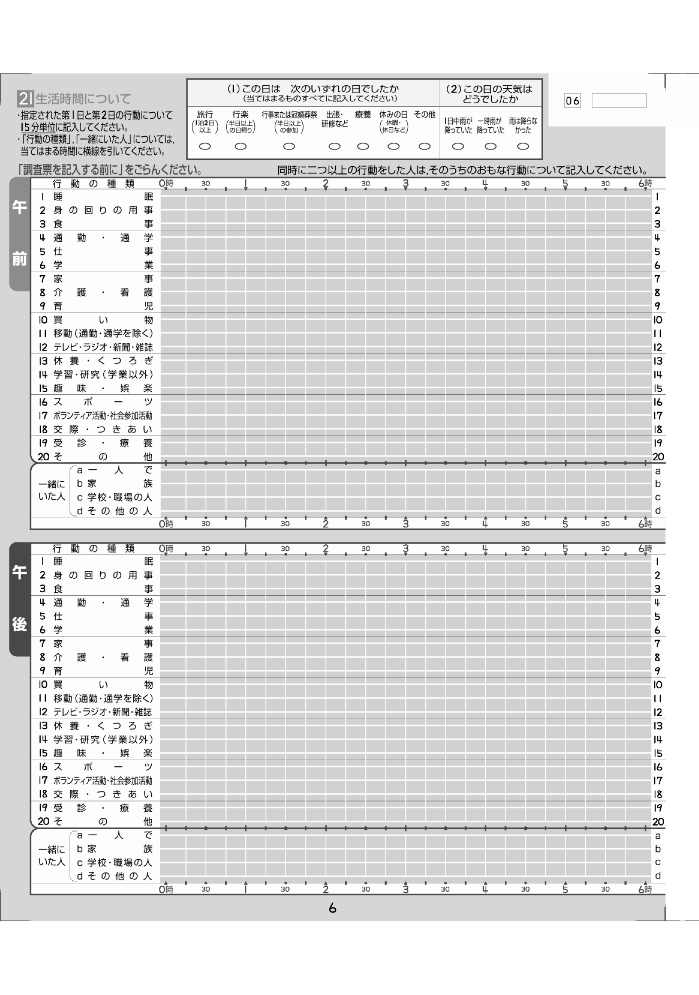 21 生活時間について
・指定された第1日と第2日の行動について
15分単位に記入してください。
・「行動の種類」、「一緒にいた人」については、
当てはまる時間に横線を引いてください。
(1)この日は 次のいずれの日でしたか
(当てはまるものすべてに記入してください)
旅行 (1泊2日以上)
行楽 (半日以上の日帰り)
行事または冠婚葬祭 (半日以上の参加)
出張・研修など
療養
休みの日 (休暇・休日など)
その他
(2)この日の天気は
どうでしたか
1日中雨が降っていた
一時雨が降っていた
雨は降らなかった
06
「調査票を記入する前に」をごらんください。
同時に二つ以上の行動をした人は,そのうちのおもな行動について記入してください。
午前
行動の種類 0時 30 1 30 2 30 3 30 4 30 5 30 6時
1 睡眠 1
2 身の回りの用事 2
3 食事 3
4 通勤・通学 4
5 仕事 5
6 学業 6
7 家事 7
8 介護・看護 8
9 育児 9
10 買い物 10
11 移動(通勤・通学を除く) 11
12 テレビ・ラジオ・新聞・雑誌 12
13 休養・くつろぎ 13
14 学習・研究(学業以外) 14
15 趣味・娯楽 15
16 スポーツ 16
17 ボランティア活動・社会参加活動 17
18 交際・つきあい 18
19 受診・療養 19
20 その他 20
一緒にいた人
a 一人で a
b 家族 b
c 学校・職場の人 c
d その他の人 d
0時 30 1 30 2 30 3 30 4 30 5 30 6時
午後
行動の種類 0時 30 1 30 2 30 3 30 4 30 5 30 6時
1 睡眠 1
2 身の回りの用事 2
3 食事 3
4 通勤・通学 4
5 仕事 5
6 学業 6
7 家事 7
8 介護・看護 8
9 育児 9
10 買い物 10
11 移動(通勤・通学を除く) 11
12 テレビ・ラジオ・新聞・雑誌 12
13 休養・くつろぎ 13
14 学習・研究(学業以外) 14
15 趣味・娯楽 15
16 スポーツ 16
17 ボランティア活動・社会参加活動 17
18 交際・つきあい 18
19 受診・療養 19
20 その他 20
一緒にいた人
a 一人で a
b 家族 b
c 学校・職場の人 c
d その他の人 d
0時 30 1 30 2 30 3 30 4 30 5 30 6時
6